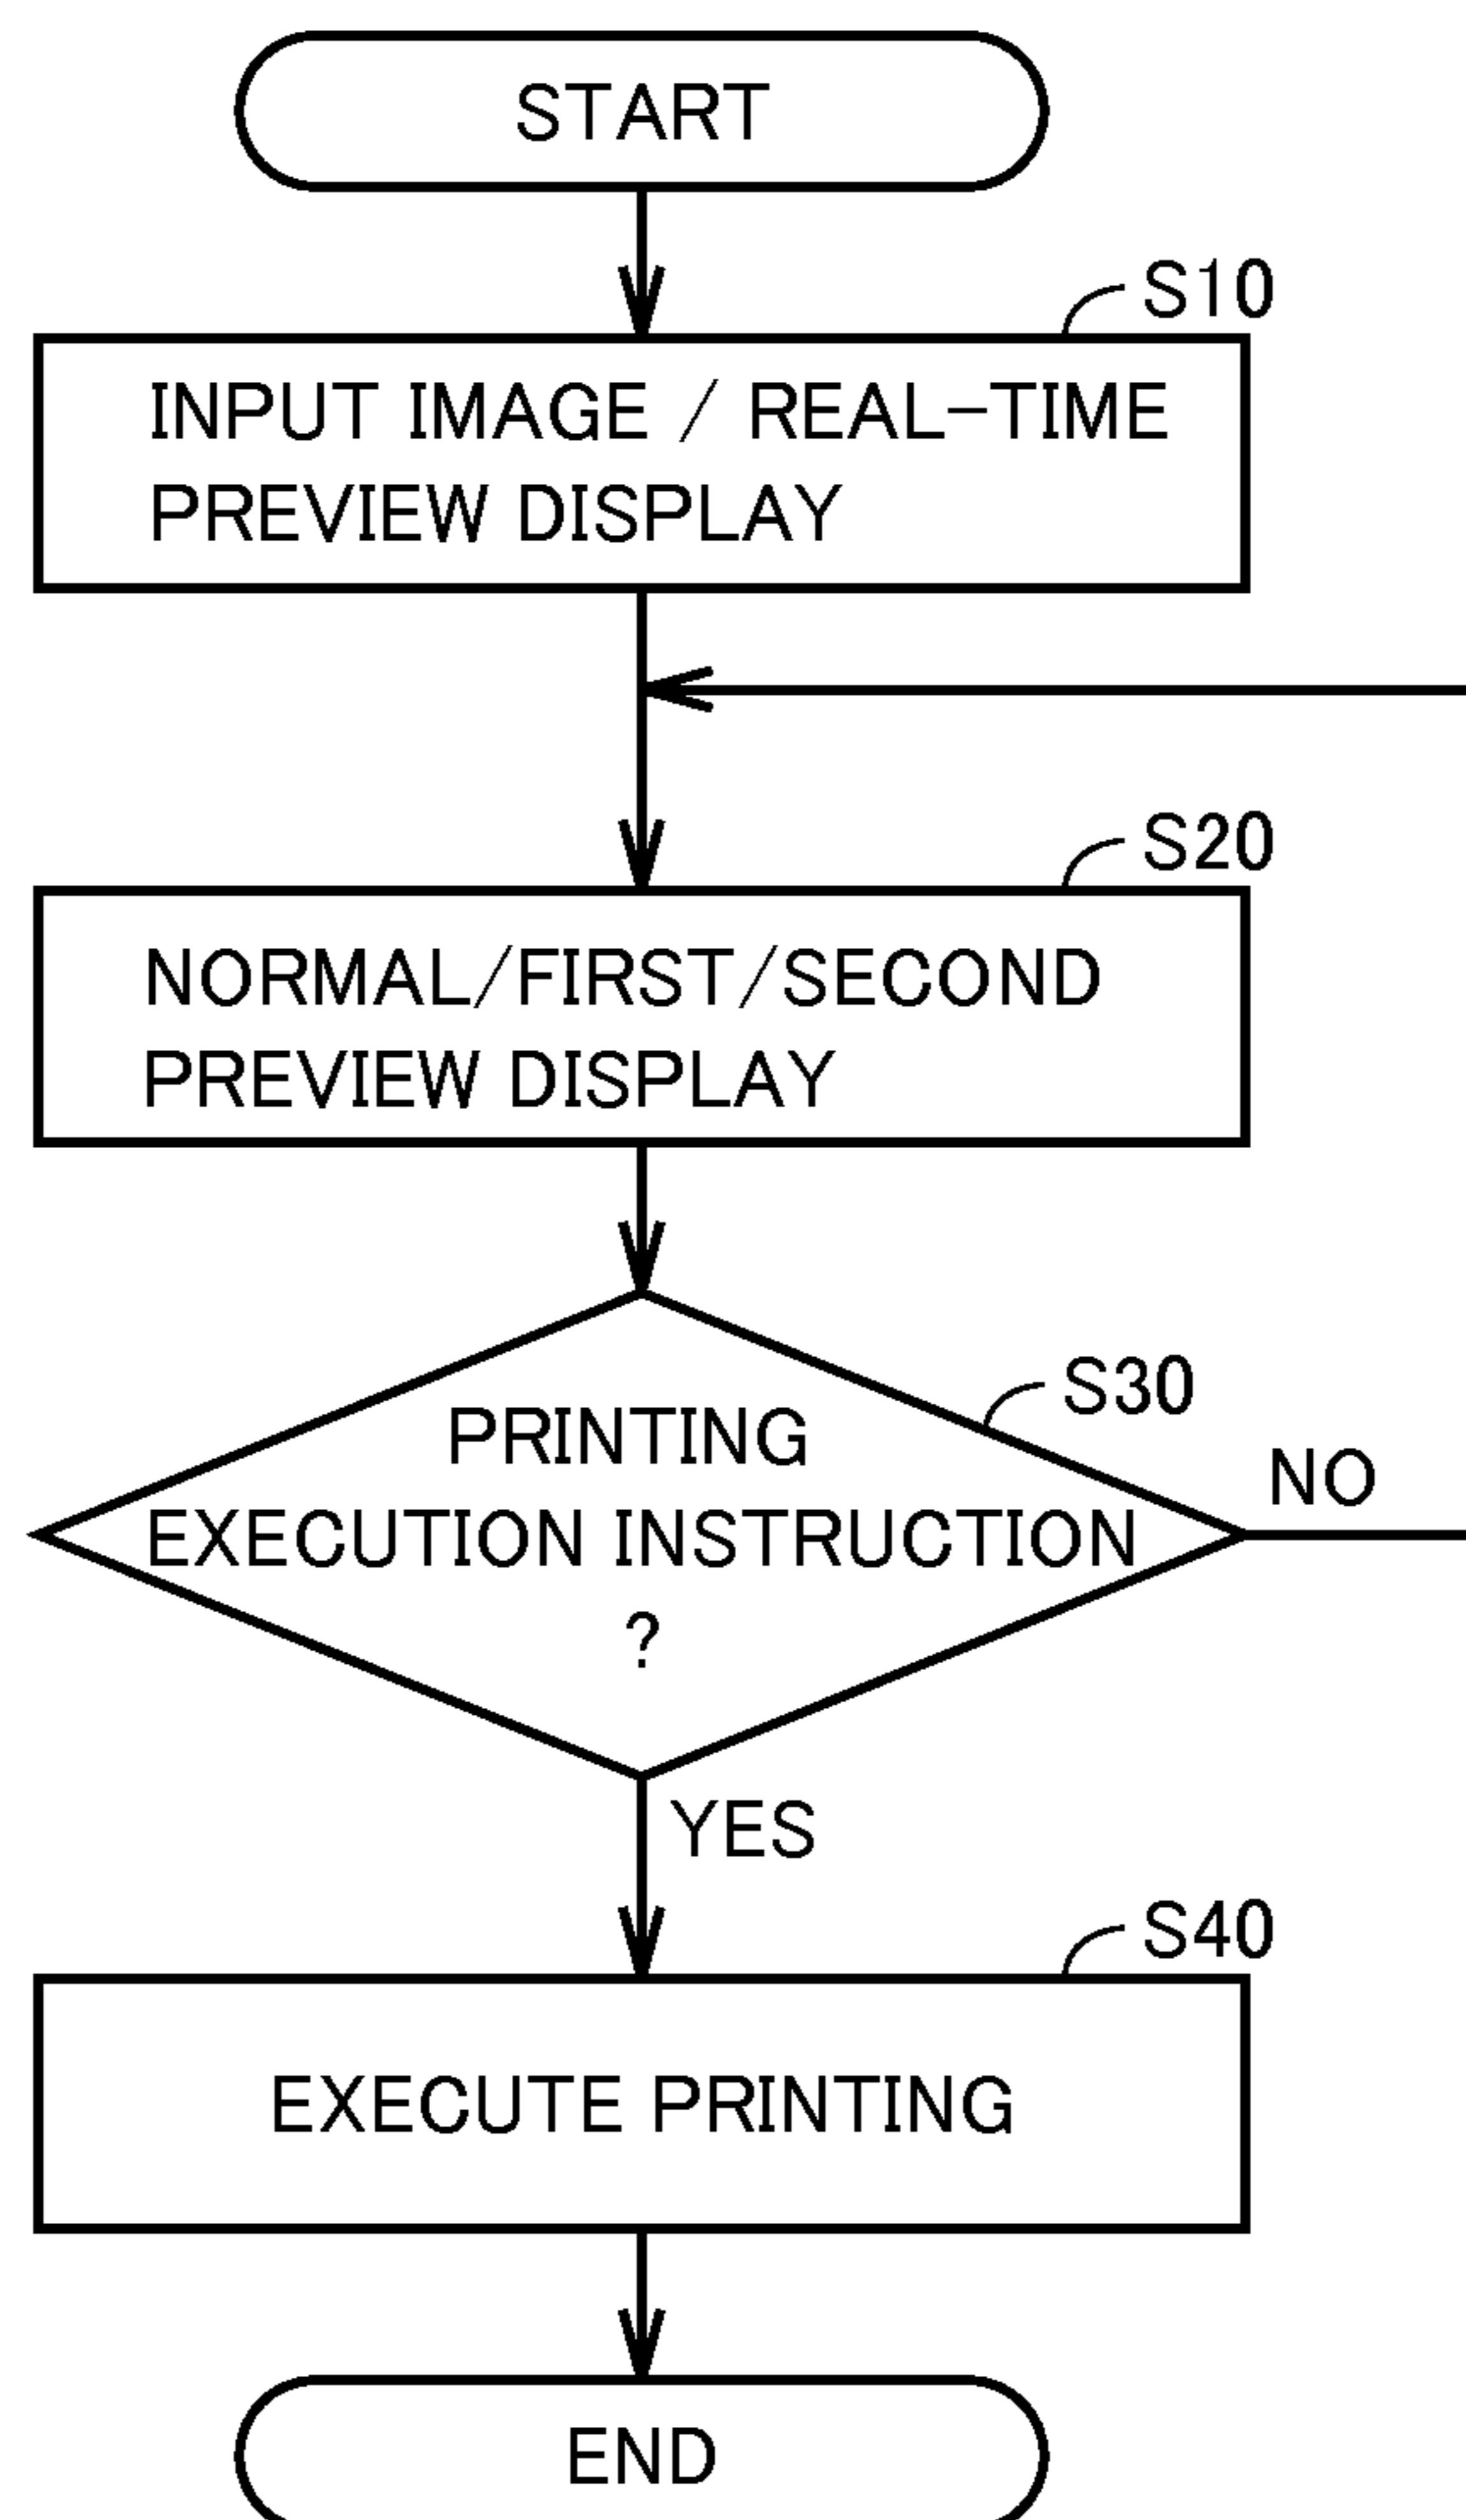 START
S10
INPUT IMAGE / REAL-TIME
PREVIEW DISPLAY
S20
NORMAL/FIRST/SECOND
PREVIEW DISPLAY
S30
PRINTING
EXECUTION INSTRUCTION
?
NO
YES
S40
EXECUTE PRINTING
END